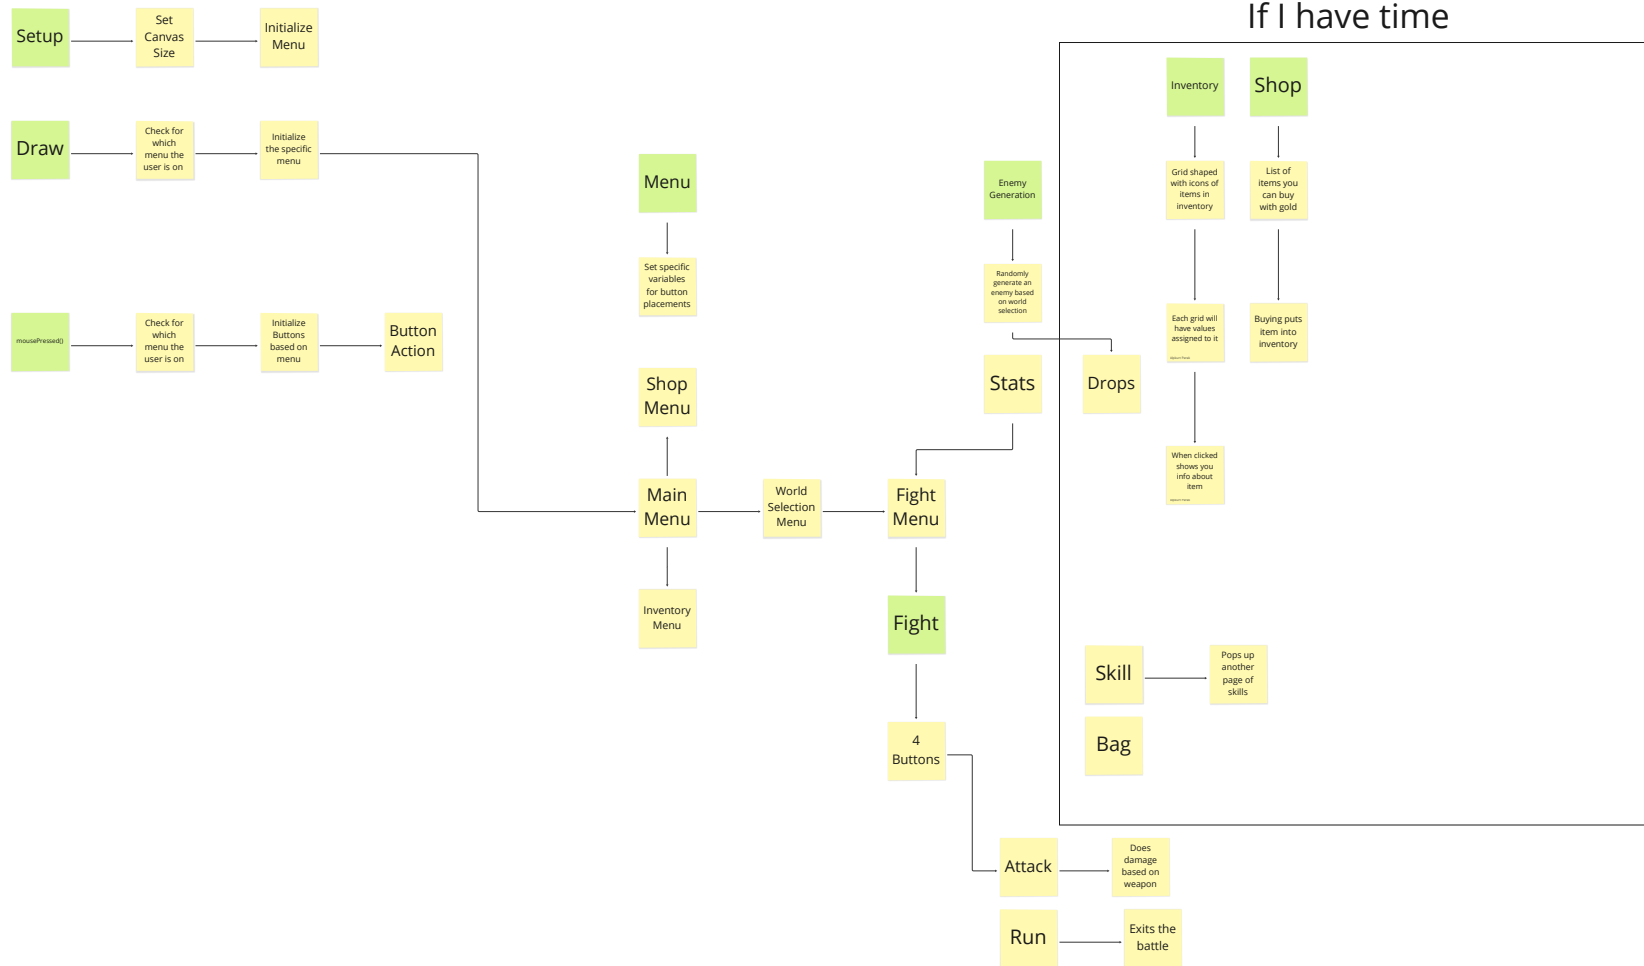 If I have time
Setup
Set
Canvas
Size
Initialize
Menu
Inventory
Shop
Draw
Check for
which
menu the
user is on
Initialize
the specific
menu
Menu
Enemy
Generation
Grid shaped
with icons of
items in
inventory
List of
items you
can buy
with gold
Set specific
variables
for button
placements
Randomly
generate an
enemy based
on world
selection
mousePressed()
Check for
which
menu the
user is on
Initialize
Buttons
based on
menu
Button
Action
Each grid will
have values
assigned to it
Buying puts
item into
inventory
Shop
Menu
Stats
Drops
When clicked
shows you
info about
item
Main
Menu
World
Selection
Menu
Fight
Menu
Inventory
Menu
Fight
Skill
Pops up
another
page of
skills
4
Buttons
Bag
Attack
Does
damage
based on
weapon
Run
Exits the
battle